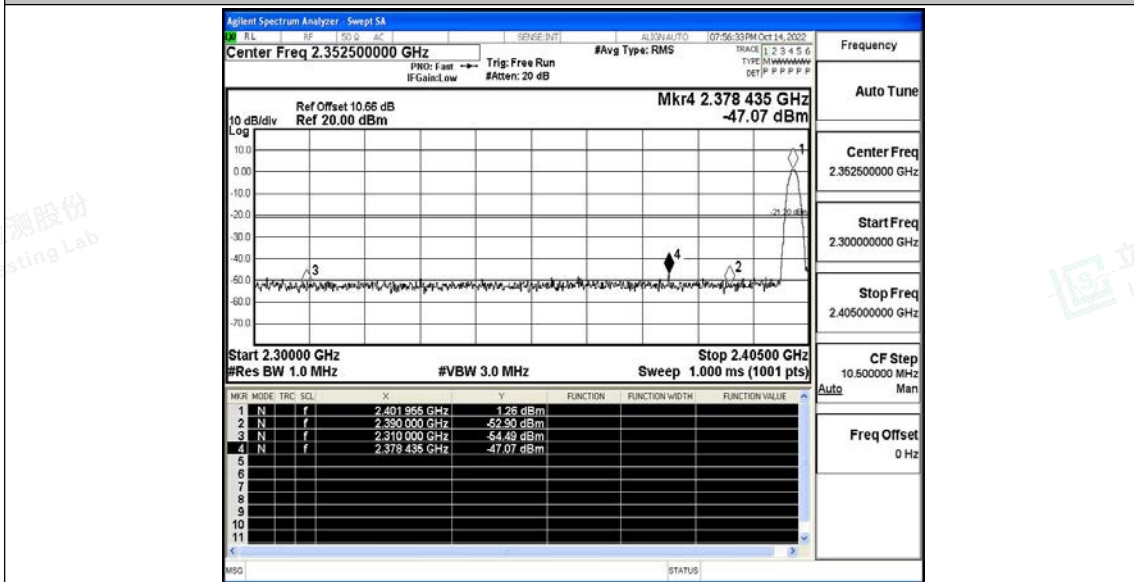 Agilent Spectrum Analyzer - Swept SA
RL RF 50 Ω AC SENSE:INT ALIGN AUTO 07:56:33 PM Oct 14, 2022
Center Freq 2.352500000 GHz
#Avg Type: RMS
TRACE 1 2 3 4 5 6
PNO: Fast Trig: Free Run
TYPE MWWWWW
IFGain:Low #Atten: 20 dB
DET P P P P P P
Frequency
Auto Tune
Mkr4 2.378 435 GHz
Ref Offset 10.66 dB
10 dB/div Ref 20.00 dBm
-47.07 dBm
Log
10.0
0.00
-10.0
-20.0
-30.0
-40.0
-50.0
-60.0
-70.0
1
-21.20 dBm
4
2
3
Center Freq
2.352500000 GHz
Start Freq
2.300000000 GHz
Stop Freq
2.405000000 GHz
Start 2.30000 GHz Stop 2.40500 GHz
#Res BW 1.0 MHz #VBW 3.0 MHz Sweep 1.000 ms (1001 pts)
CF Step
10.500000 MHz
Auto Man
MKR MODE TRC SCL X Y FUNCTION FUNCTION WIDTH FUNCTION VALUE
1 N f 2.401 955 GHz 1.26 dBm
2 N f 2.390 000 GHz -52.90 dBm
3 N f 2.310 000 GHz -54.49 dBm
4 N f 2.378 435 GHz -47.07 dBm
5
6
7
8
9
10
11
Freq Offset
0 Hz
MSG STATUS
测股份
sting Lab
立